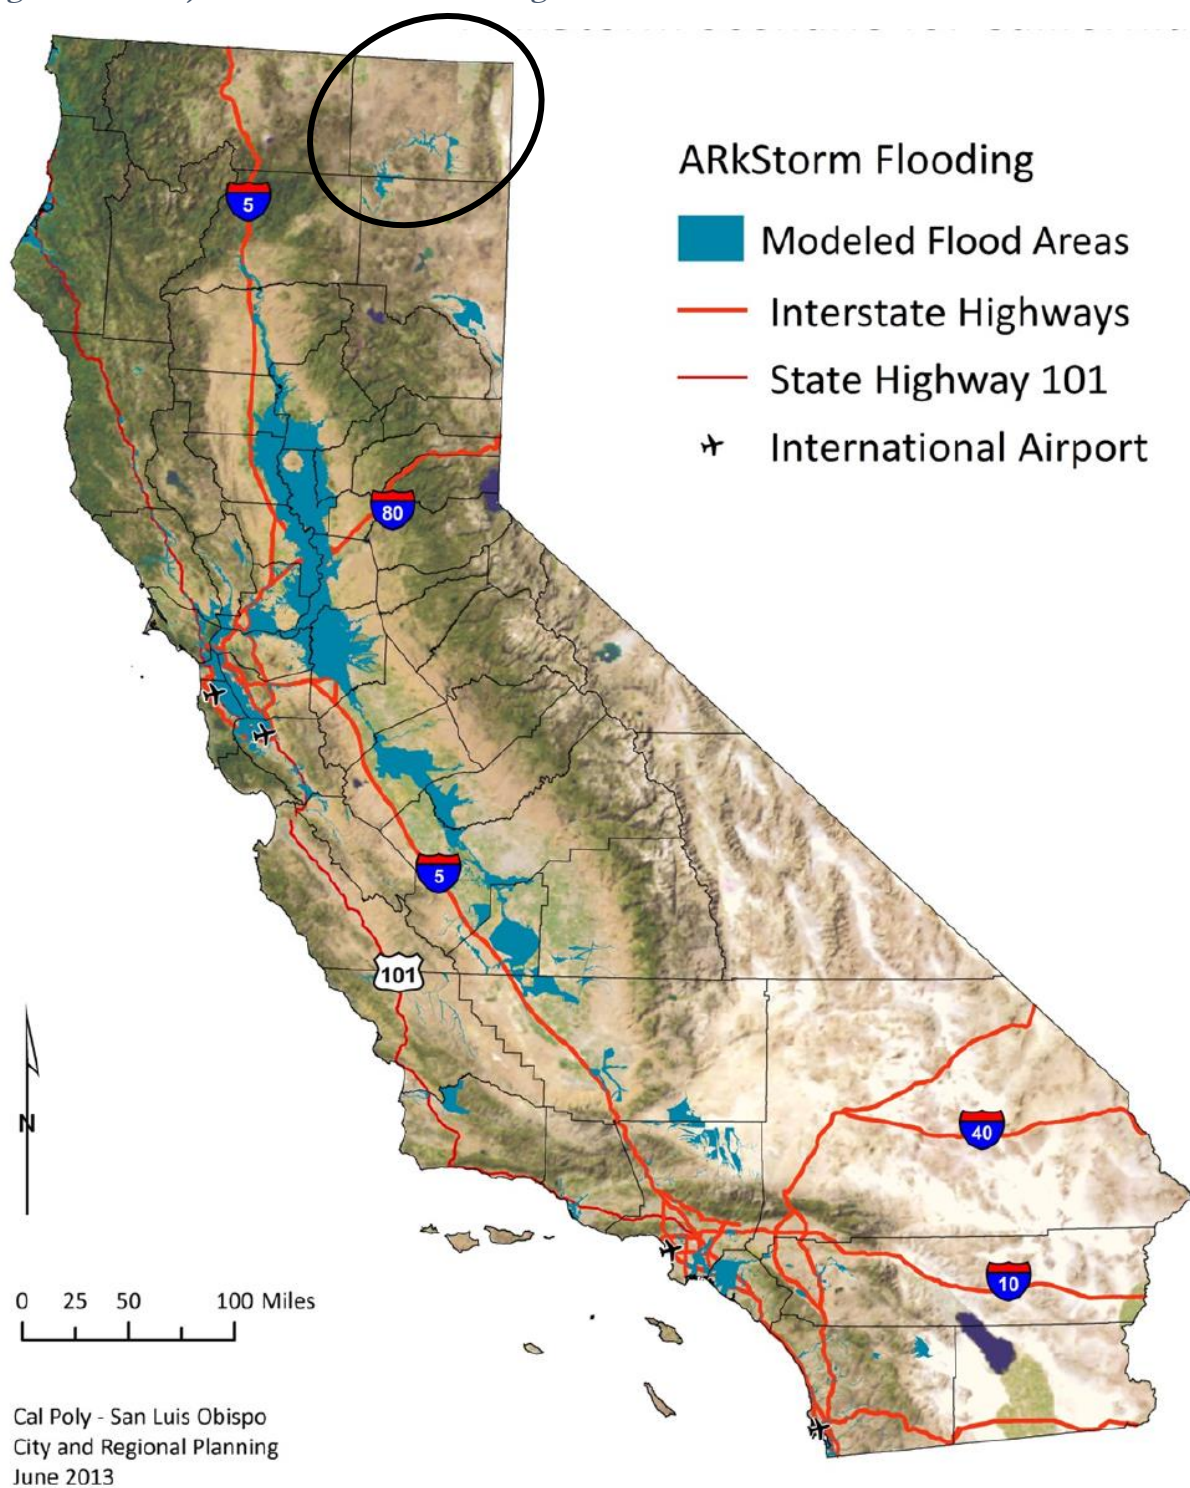 ARkStorm Flooding
Modeled Flood Areas
Interstate Highways
State Highway 101
International Airport
5
80
5
101
N
40
10
0 25 50 100 Miles
Cal Poly - San Luis Obispo
City and Regional Planning
June 2013